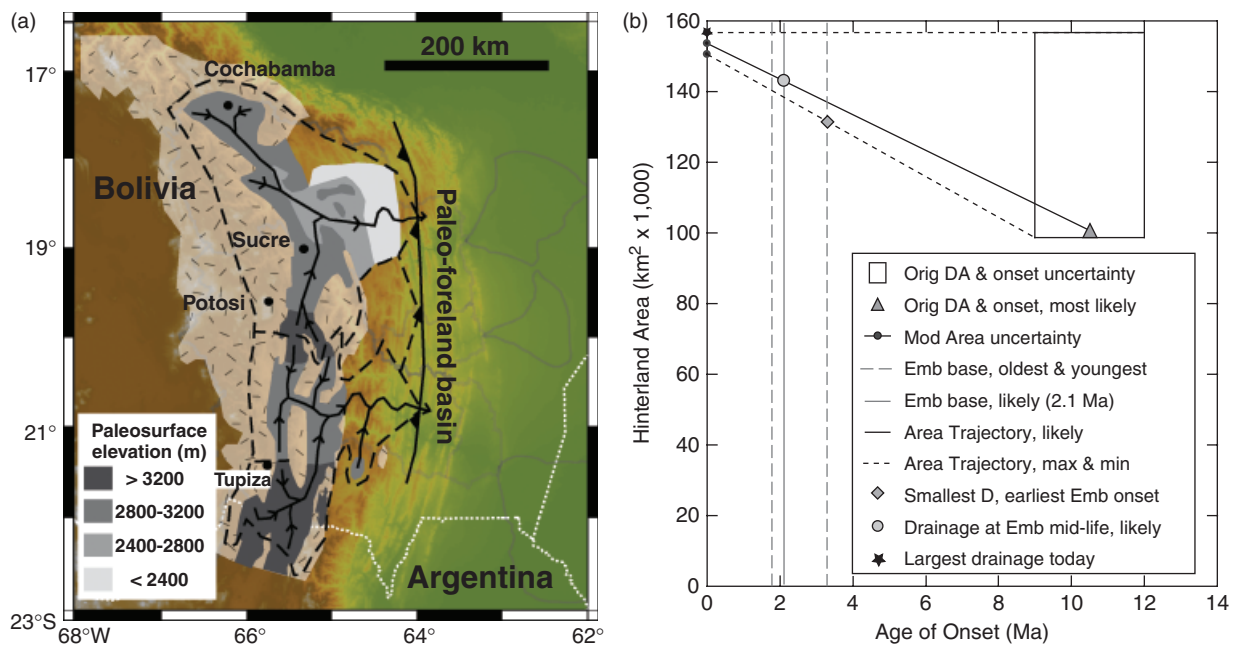 (a)
200 km
17°
Cochabamba
Bolivia
Paleo-foreland basin
19°
Sucre
Potosi
21°
Paleosurface
elevation (m)
> 3200
2800-3200
2400-2800
< 2400
Tupiza
Argentina
23°S
68°W
66°
64°
62°
(b)
160
140
120
100
80
60
40
20
0
Hinterland Area (km² x 1,000)
Orig DA & onset uncertainty
Orig DA & onset, most likely
Mod Area uncertainty
Emb base, oldest & youngest
Emb base, likely (2.1 Ma)
Area Trajectory, likely
Area Trajectory, max & min
Smallest D, earliest Emb onset
Drainage at Emb mid-life, likely
Largest drainage today
0 2 4 6 8 10 12 14
Age of Onset (Ma)